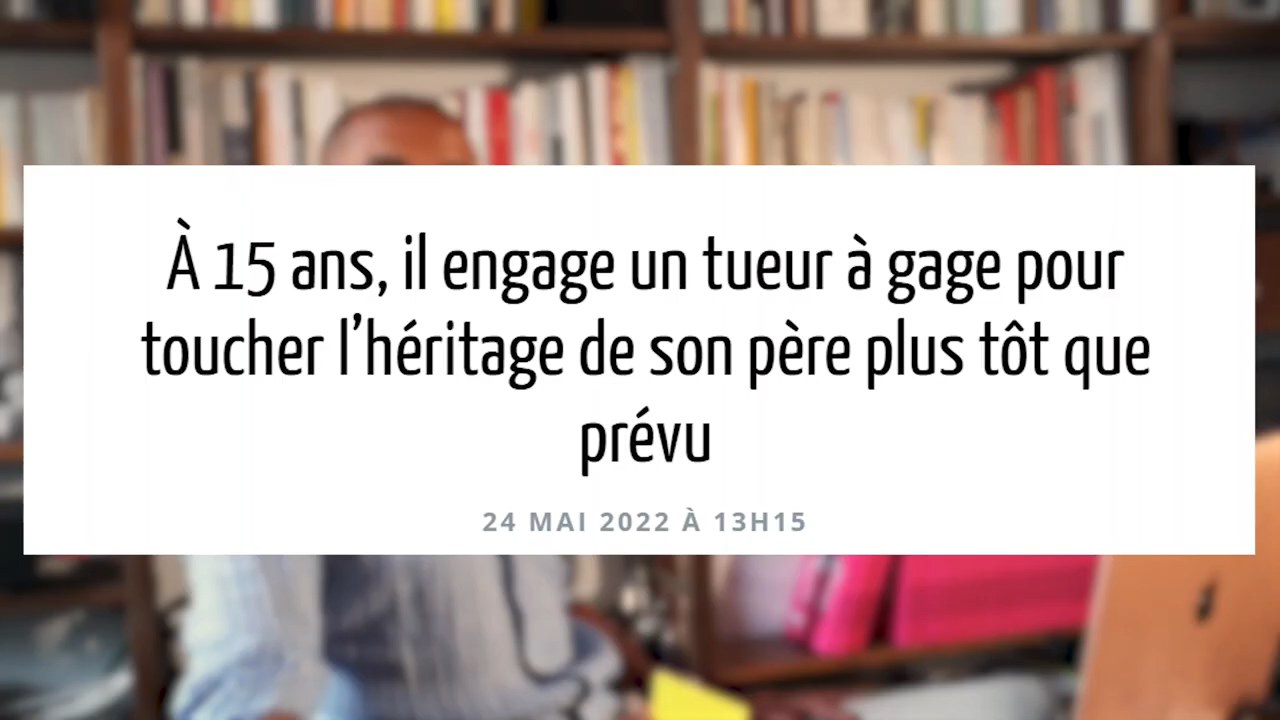 À 15 ans, il engage un tueur à gage pour
toucher l’héritage de son père plus tôt que
prévu
24 MAI 2022 À 13H15